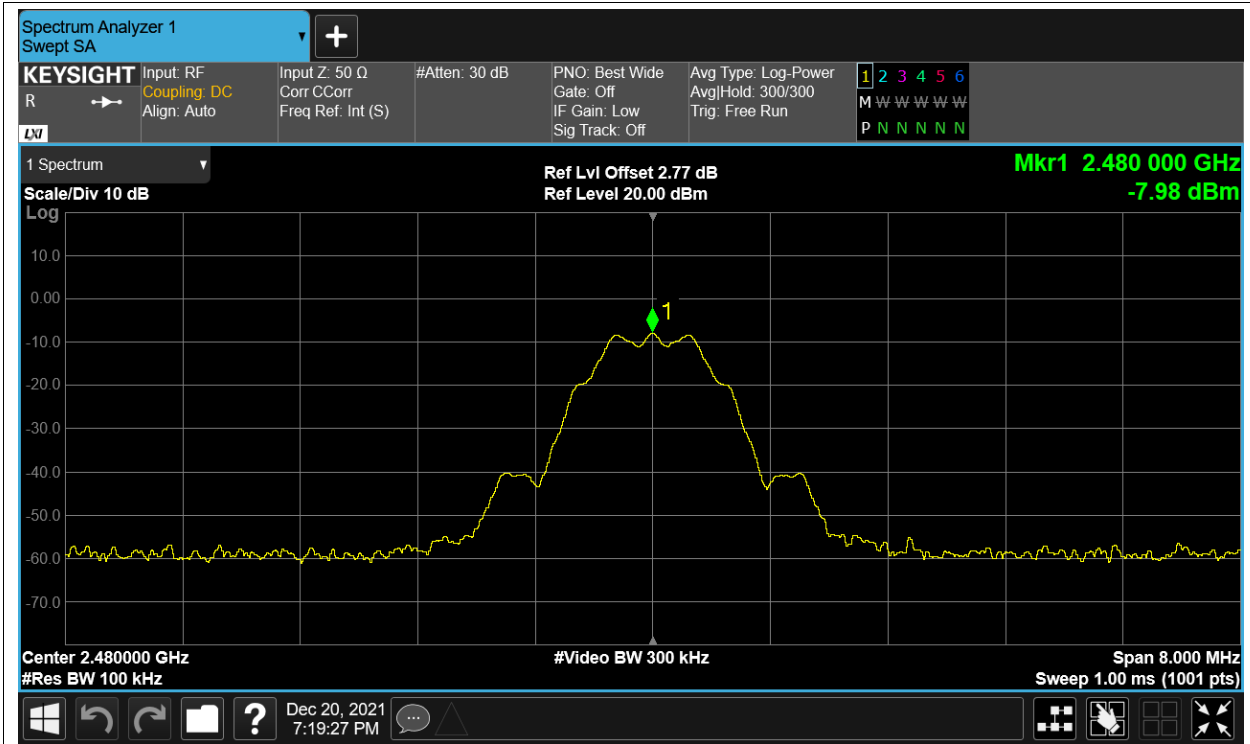 Spectrum Analyzer 1
Swept SA
KEYSIGHT
R
LXI
Input: RF
Coupling: DC
Align: Auto
Input Z: 50 Ω
Corr CCorr
Freq Ref: Int (S)
#Atten: 30 dB
PNO: Best Wide
Gate: Off
IF Gain: Low
Sig Track: Off
Avg Type: Log-Power
Avg|Hold: 300/300
Trig: Free Run
1 2 3 4 5 6
M W W W W W
P N N N N N
1 Spectrum
Scale/Div 10 dB
Log
Ref Lvl Offset 2.77 dB
Ref Level 20.00 dBm
Mkr1 2.480 000 GHz
-7.98 dBm
10.0
0.00
-10.0
-20.0
-30.0
-40.0
-50.0
-60.0
-70.0
1
Center 2.480000 GHz
#Res BW 100 kHz
#Video BW 300 kHz
Span 8.000 MHz
Sweep 1.00 ms (1001 pts)
?
Dec 20, 2021
7:19:27 PM